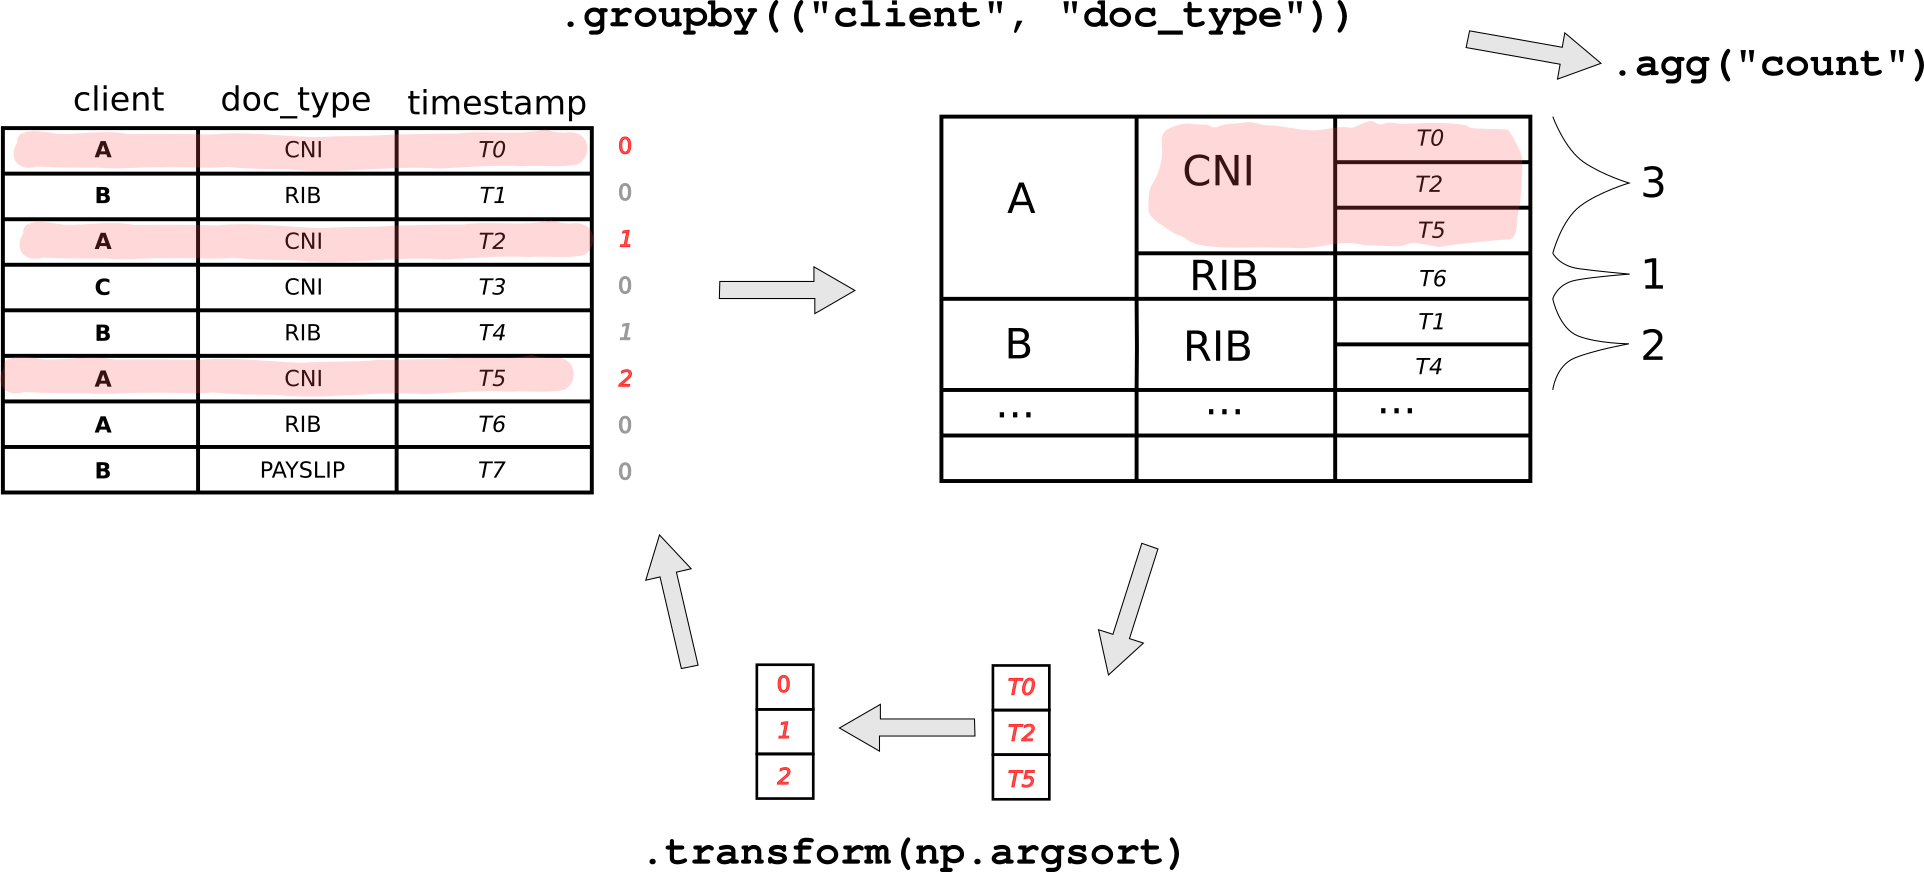 .groupby(("client", "doc_type"))
.agg("count")
client doc_type timestamp
A CNI T0 0
B RIB T1 0
A CNI T2 1
C CNI T3 0
B RIB T4 1
A CNI T5 2
A RIB T6 0
B PAYSLIP T7 0
A CNI T0
T2
T5
3
RIB T6 1
B RIB T1
T4
2
... ... ...
0
1
2
T0
T2
T5
.transform(np.argsort)